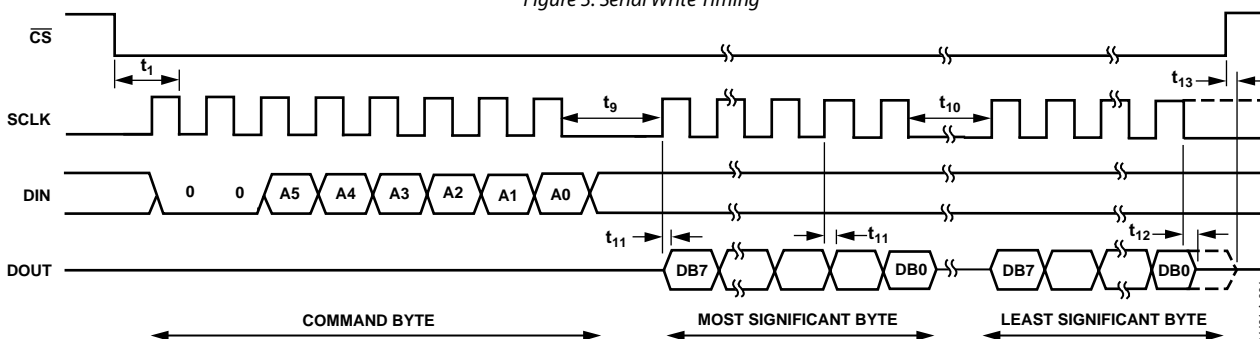 Figure 3. Serial Write Timing
CS
t1
t13
SCLK
t9
t10
DIN
0 0 A5 A4 A3 A2 A1 A0
t11
t11
t12
DOUT
DB7 DB0 DB7 DB0
COMMAND BYTE MOST SIGNIFICANT BYTE LEAST SIGNIFICANT BYTE